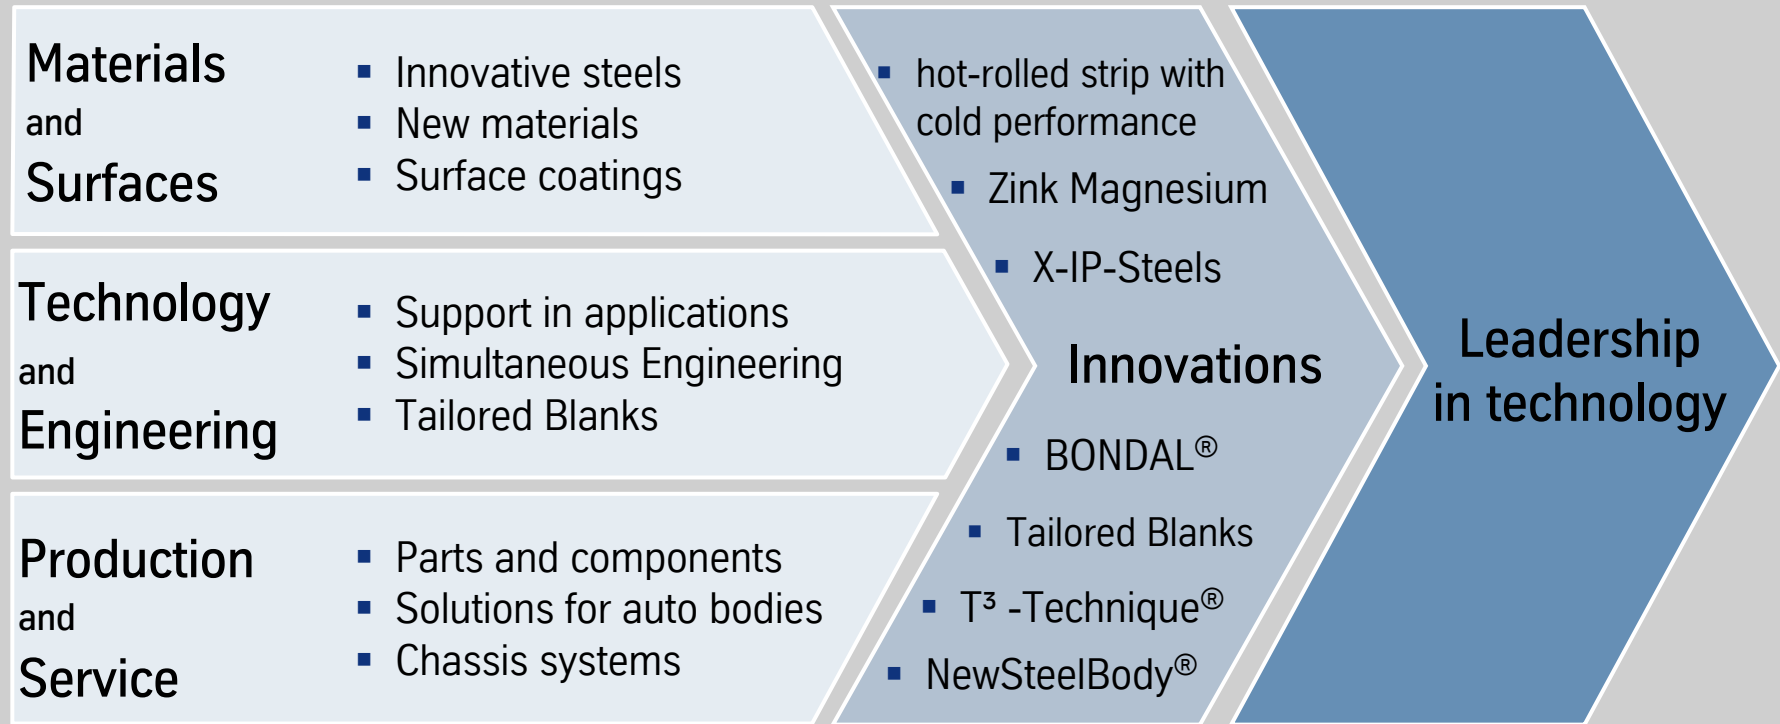 Materials
and
Surfaces
▪ Innovative steels
▪ New materials
▪ Surface coatings
Technology
and
Engineering
▪ Support in applications
▪ Simultaneous Engineering
▪ Tailored Blanks
Production
and
Service
▪ Parts and components
▪ Solutions for auto bodies
▪ Chassis systems
▪ hot-rolled strip with
cold performance
▪ Zink Magnesium
▪ X-IP-Steels
Innovations
▪ BONDAL®
▪ Tailored Blanks
▪ T³ -Technique®
▪ NewSteelBody®
Leadership
in technology